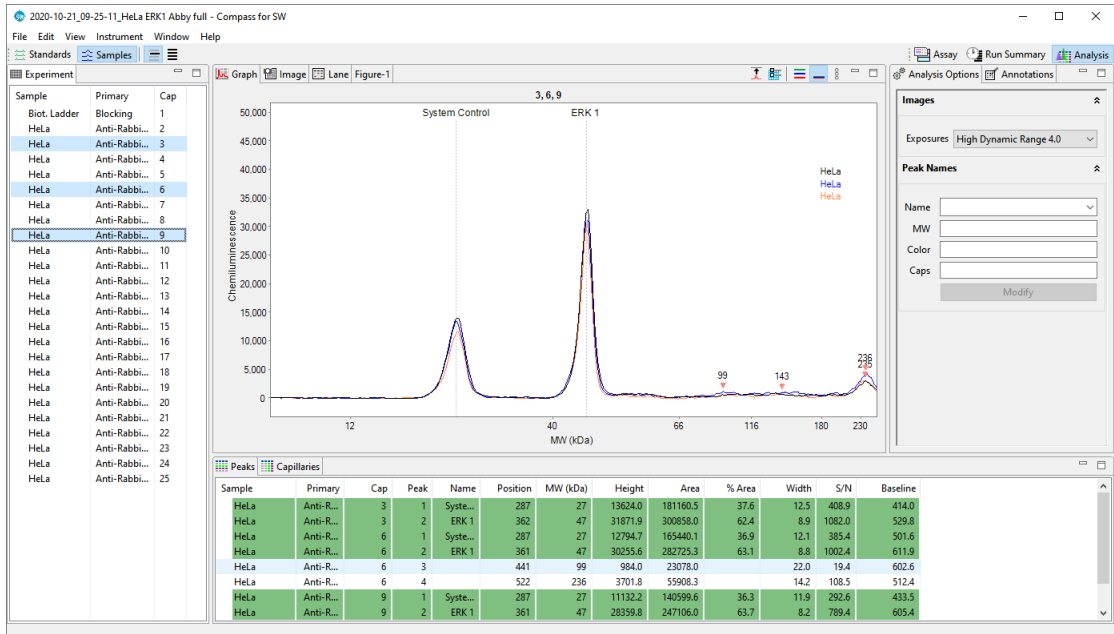 2020-10-21_09-25-11_HeLa ERK1 Abby full - Compass for SW
File Edit View Instrument Window Help
Standards Samples Assay Run Summary Analysis
Experiment
Sample Primary Cap
Biot. Ladder Blocking 1
HeLa Anti-Rabbi... 2
HeLa Anti-Rabbi... 3
HeLa Anti-Rabbi... 4
HeLa Anti-Rabbi... 5
HeLa Anti-Rabbi... 6
HeLa Anti-Rabbi... 7
HeLa Anti-Rabbi... 8
HeLa Anti-Rabbi... 9
HeLa Anti-Rabbi... 10
HeLa Anti-Rabbi... 11
HeLa Anti-Rabbi... 12
HeLa Anti-Rabbi... 13
HeLa Anti-Rabbi... 14
HeLa Anti-Rabbi... 15
HeLa Anti-Rabbi... 16
HeLa Anti-Rabbi... 17
HeLa Anti-Rabbi... 18
HeLa Anti-Rabbi... 19
HeLa Anti-Rabbi... 20
HeLa Anti-Rabbi... 21
HeLa Anti-Rabbi... 22
HeLa Anti-Rabbi... 23
HeLa Anti-Rabbi... 24
HeLa Anti-Rabbi... 25
Graph Image Lane Figure-1
3, 6, 9
System Control ERK 1
50,000
45,000
40,000
35,000
30,000
25,000
20,000
15,000
10,000
5,000
0
Chemiluminescence
HeLa
HeLa
HeLa
99 143 236
235
12 40 66 116 180 230
MW (kDa)
Analysis Options Annotations
Images
Exposures High Dynamic Range 4.0
Peak Names
Name
MW
Color
Caps
Modify
Peaks Capillaries
Sample Primary Cap Peak Name Position MW (kDa) Height Area % Area Width S/N Baseline
HeLa Anti-R... 3 1 Syste... 287 27 13624.0 181160.5 37.6 12.5 408.9 414.0
HeLa Anti-R... 3 2 ERK 1 362 47 31871.9 300858.0 62.4 8.9 1082.0 529.8
HeLa Anti-R... 6 1 Syste... 287 27 12794.7 165440.1 36.9 12.1 385.4 501.6
HeLa Anti-R... 6 2 ERK 1 361 47 30255.6 282725.3 63.1 8.8 1002.4 611.9
HeLa Anti-R... 6 3 441 99 984.0 23078.0 22.0 19.4 602.6
HeLa Anti-R... 6 4 522 236 3701.8 55908.3 14.2 108.5 512.4
HeLa Anti-R... 9 1 Syste... 287 27 11132.2 140599.6 36.3 11.9 292.6 433.5
HeLa Anti-R... 9 2 ERK 1 361 47 28359.8 247106.0 63.7 8.2 789.4 605.4